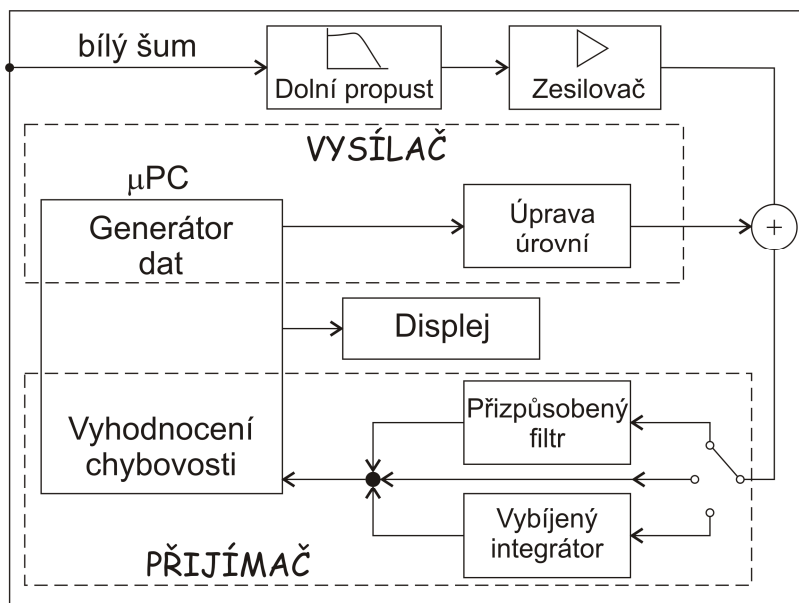 bílý šum
Dolní propust
Zesilovač
VYSÍLAČ
µPC
Generátor
dat
Úprava
úrovní
+
Displej
Vyhodnocení
chybovosti
Přizpůsobený
filtr
Vybíjený
integrátor
PŘIJÍMAČ